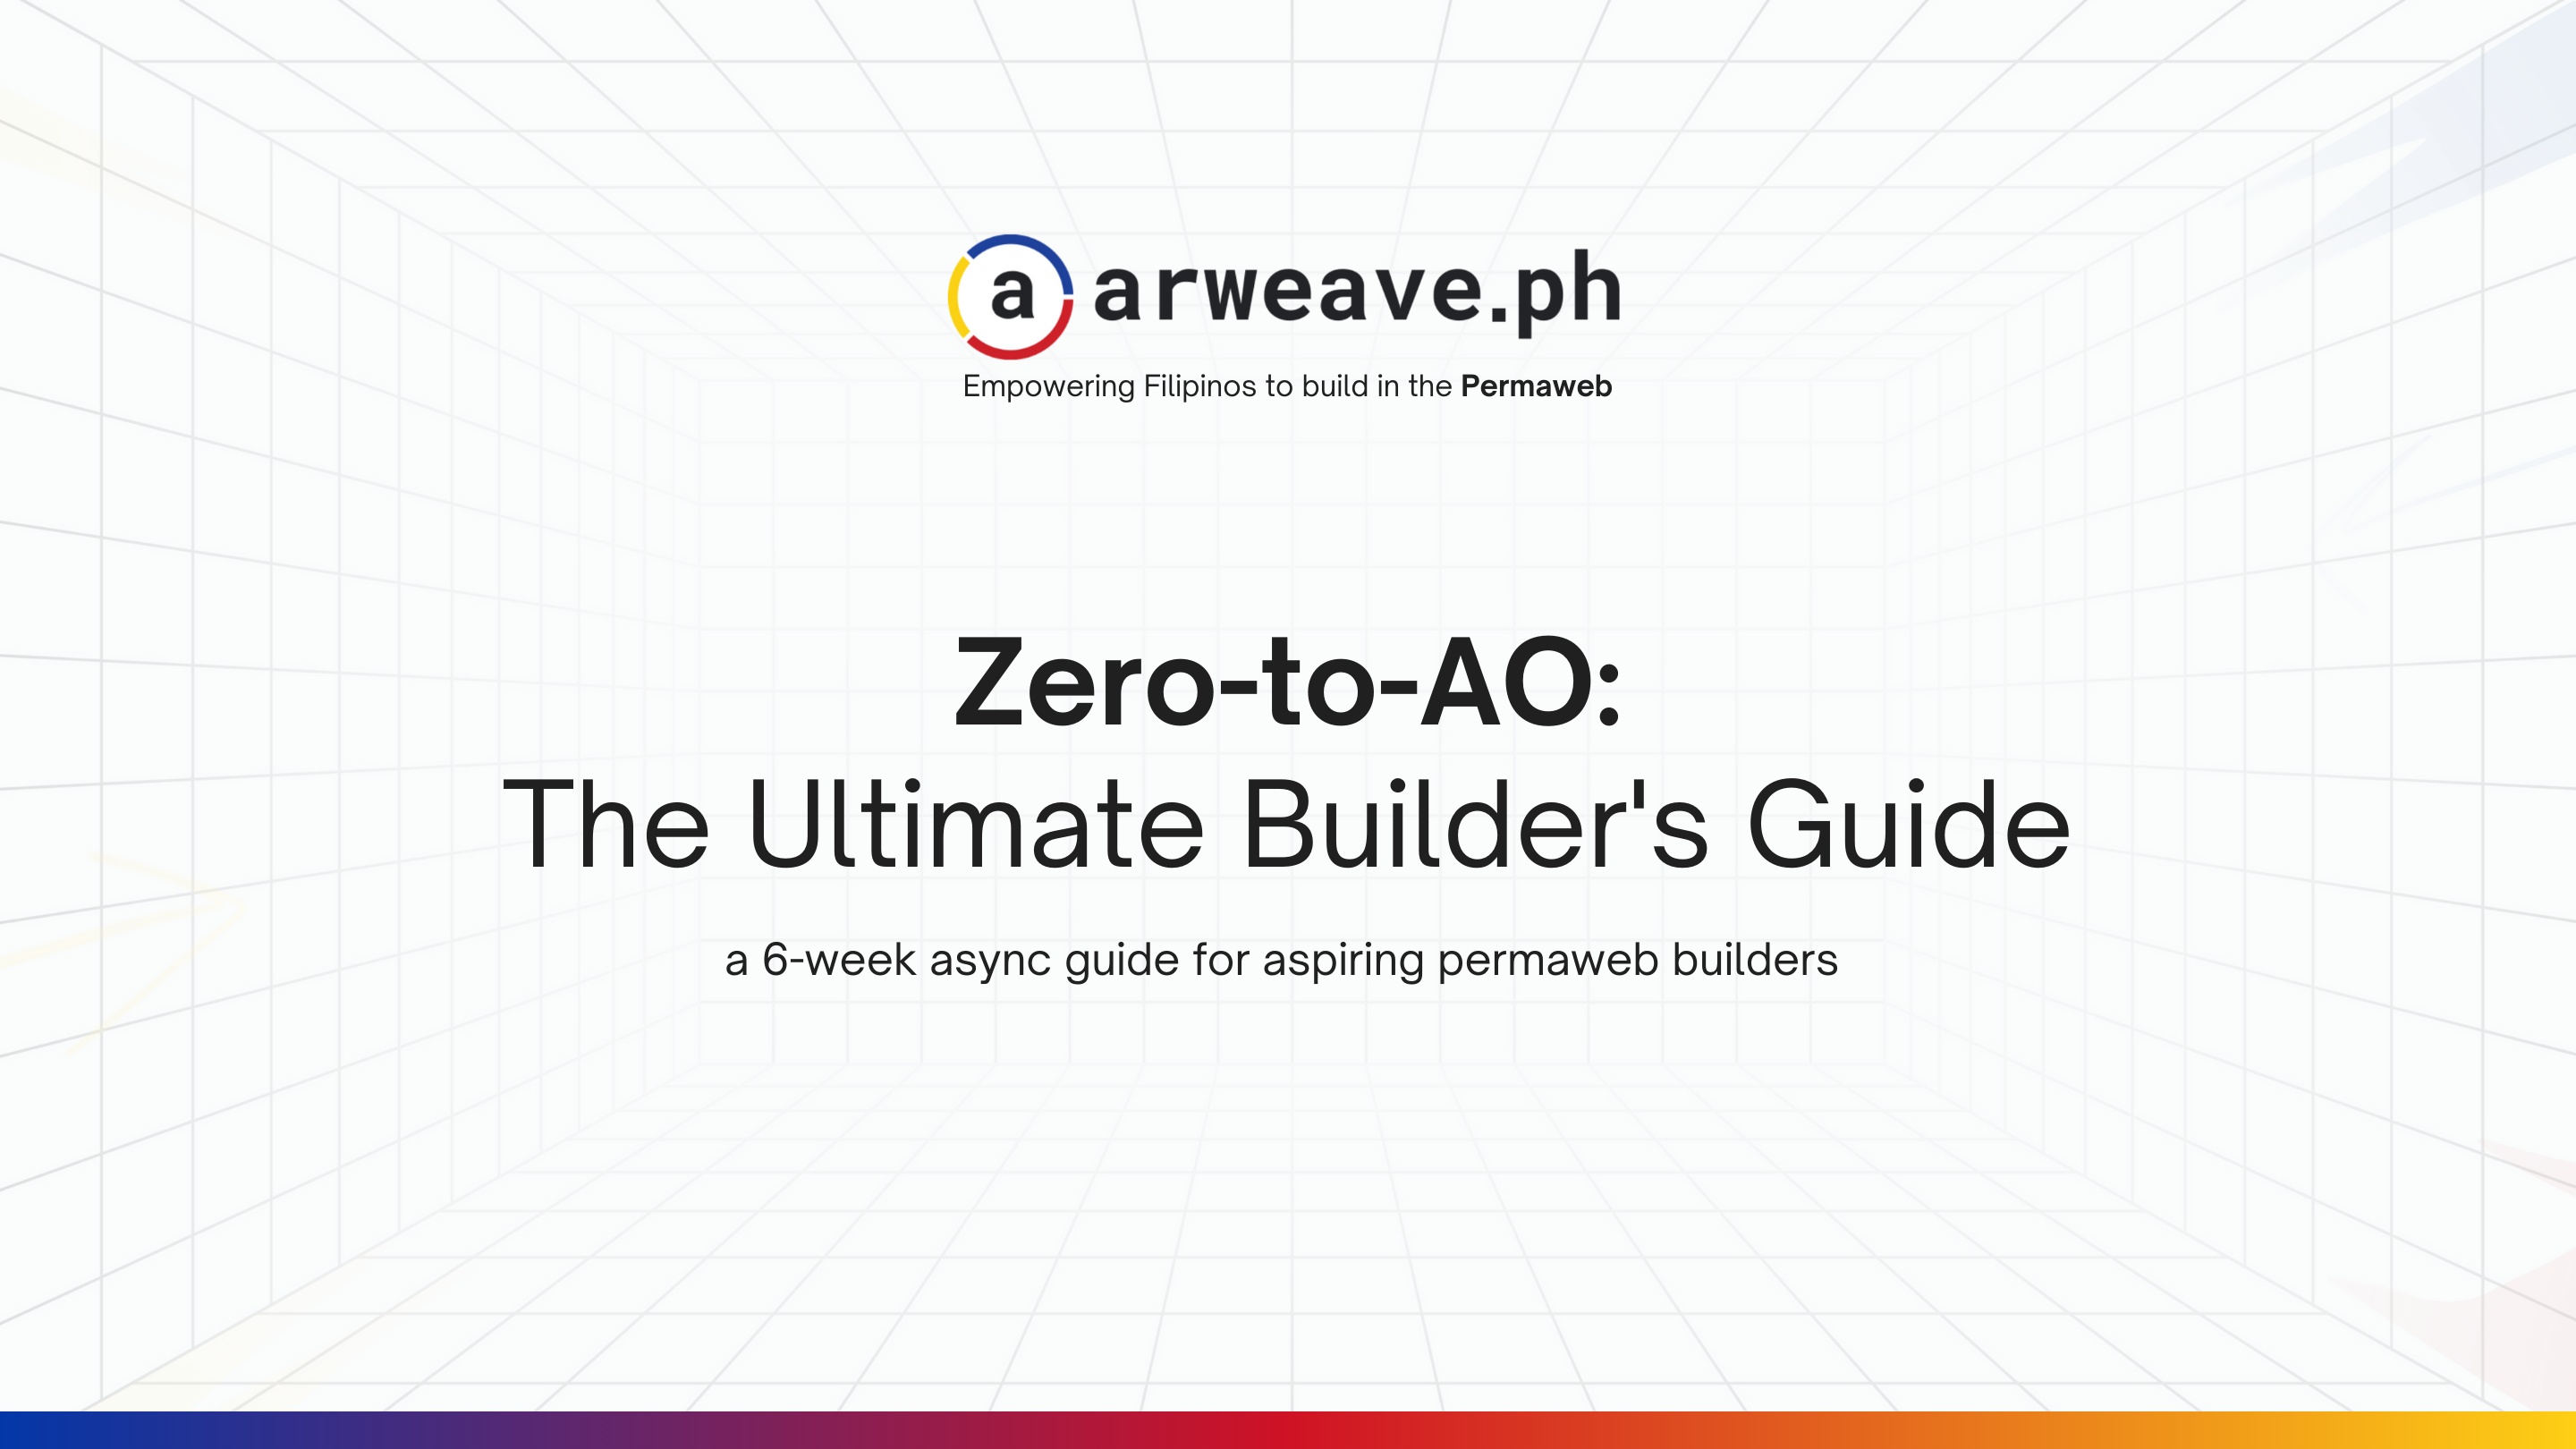 a arweave.ph
Empowering Filipinos to build in the Permaweb
Zero-to-AO:
The Ultimate Builder's Guide
a 6-week async guide for aspiring permaweb builders